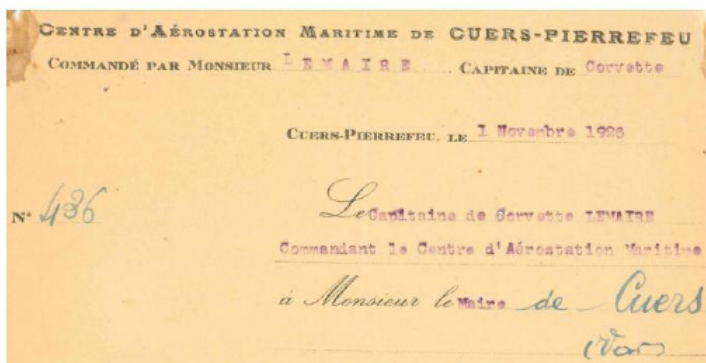 CENTRE D'AÉROSTATION MARITIME DE CUERS-PIERREFEU
COMMANDÉ PAR MONSIEUR LEMAIRE, CAPITAINE DE Corvette
CUERS-PIERREFEU, LE 1 Novembre 1926
N° 436
Le Capitaine de Corvette LEMAIRE
Commandant le Centre d'Aérostation Maritime
à Monsieur le Maire de Cuers
(Var)